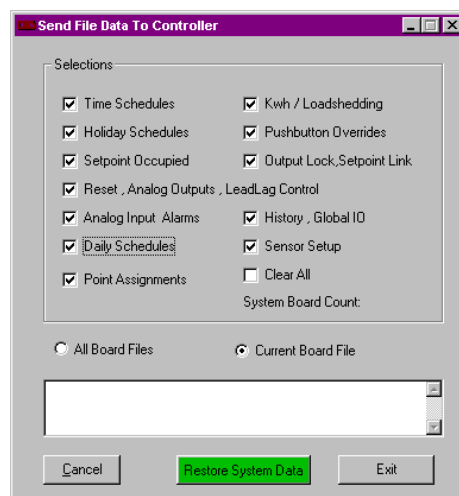 Send File Data To Controller
Selections
Time Schedules
Kwh / Loadshedding
Holiday Schedules
Pushbutton Overrides
Setpoint Occupied
Output Lock,Setpoint Link
Reset , Analog Outputs , LeadLag Control
Analog Input Alarms
History , Global IO
Daily Schedules
Sensor Setup
Point Assignments
Clear All
System Board Count:
All Board Files
Current Board File
Cancel
Restore System Data
Exit